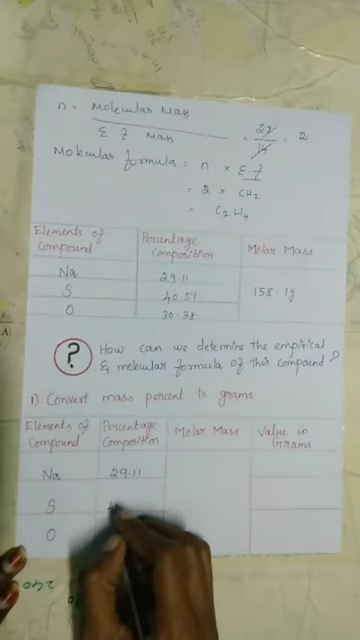 n = Molecular Mass
E F. Mass
= 28
14
= 2
Molecular formula = n × E F
= 2 × CH2
= C2H4
Elements of Compound Percentage Composition Molar Mass
Na 29.11
S 40.51 158.1g
O 30.38
? How can we determine the empirical
& molecular formula of this compound?
1) Convert mass percent to grams
Elements of Compound Percentage Composition Molar Mass Value in Grams
Na 29.11
S
O